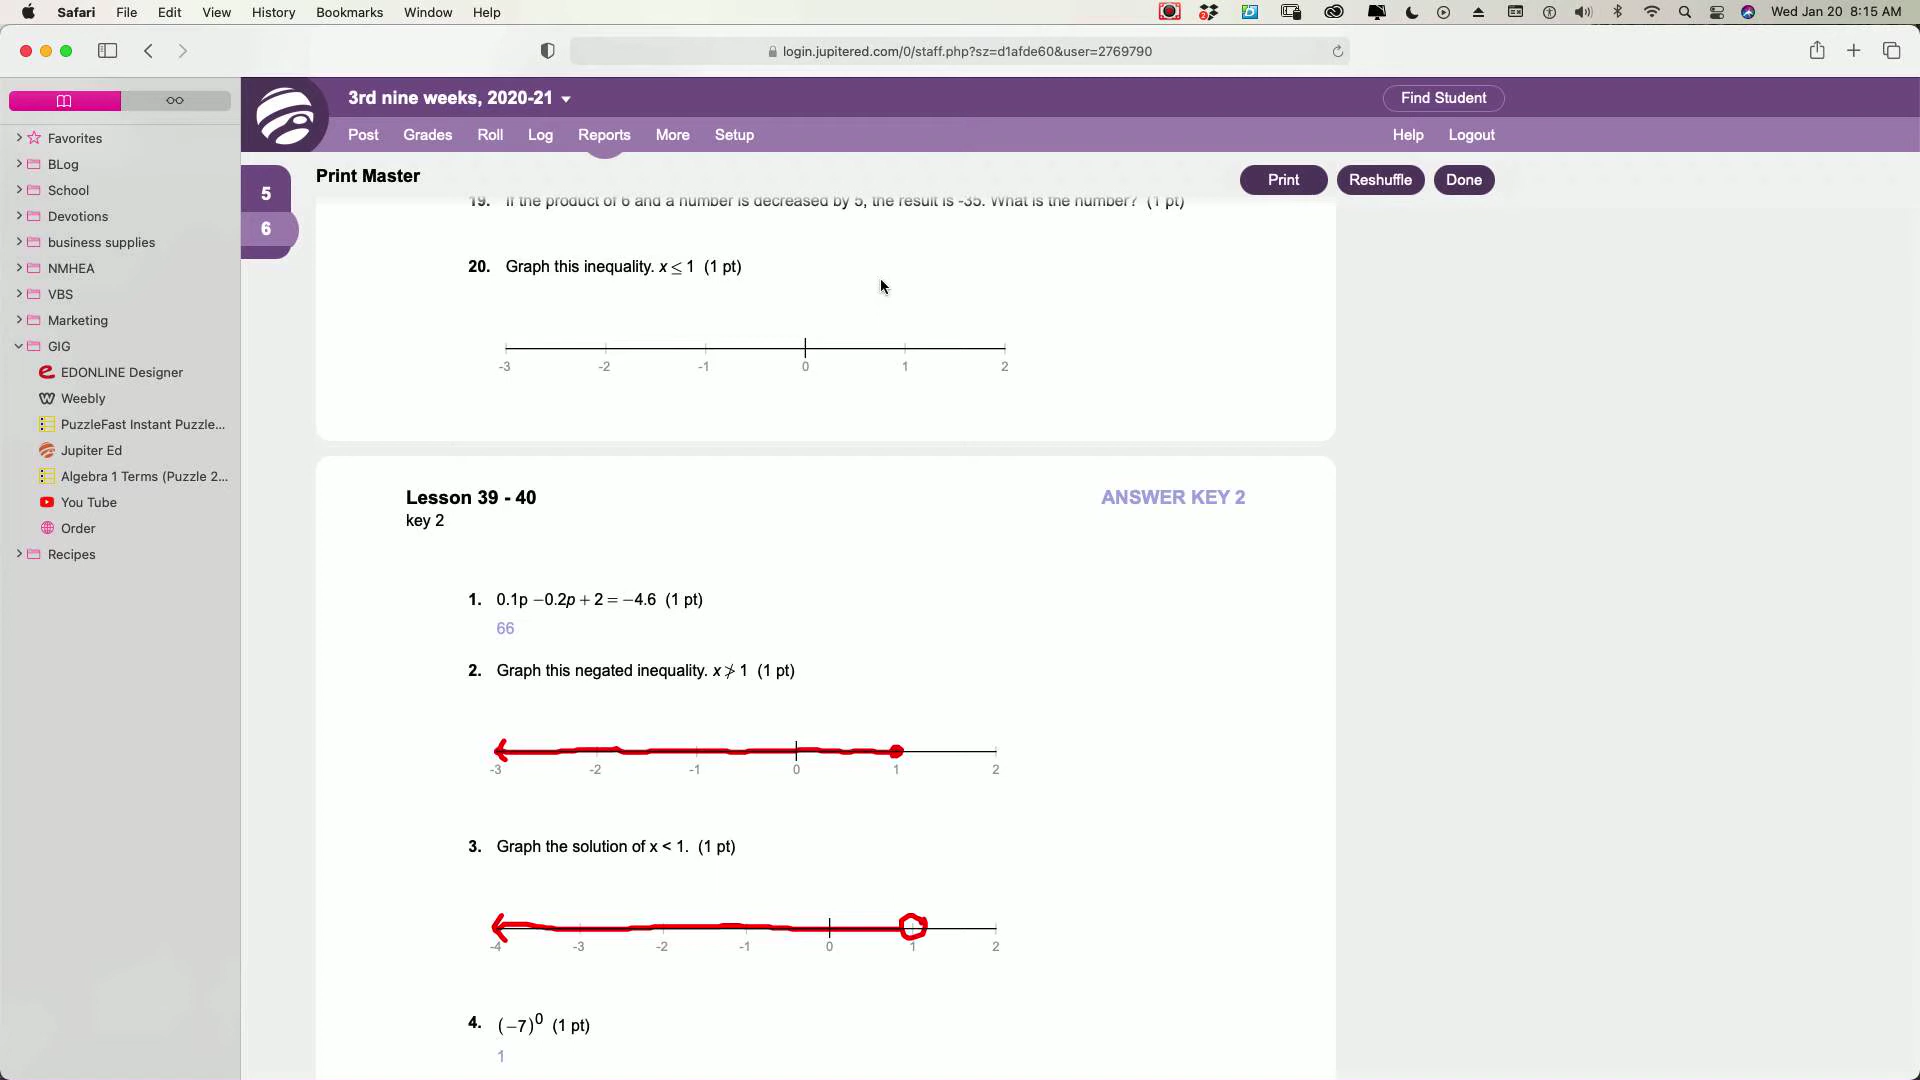 Safari File Edit View History Bookmarks Window Help Wed Jan 20 8:15 AM
login.jupitered.com/0/staff.php?sz=d1afde60&user=2769790
Favorites
BLog
School
Devotions
business supplies
NMHEA
VBS
Marketing
GIG
EDONLINE Designer
Weebly
PuzzleFast Instant Puzzle...
Jupiter Ed
Algebra 1 Terms (Puzzle 2...
You Tube
Order
Recipes
3rd nine weeks, 2020-21 Find Student
Post Grades Roll Log Reports More Setup Help Logout
5
6
Print Master Print Reshuffle Done
19. If the product of 6 and a number is decreased by 5, the result is -35. What is the number? (1 pt)
20. Graph this inequality. x ≤ 1 (1 pt)
-3 -2 -1 0 1 2
Lesson 39 - 40 ANSWER KEY 2
key 2
1. 0.1p −0.2p + 2 = −4.6 (1 pt)
66
2. Graph this negated inequality. x ≯ 1 (1 pt)
-3 -2 -1 0 1 2
3. Graph the solution of x < 1. (1 pt)
-4 -3 -2 -1 0 1 2
4. (−7)⁰ (1 pt)
1